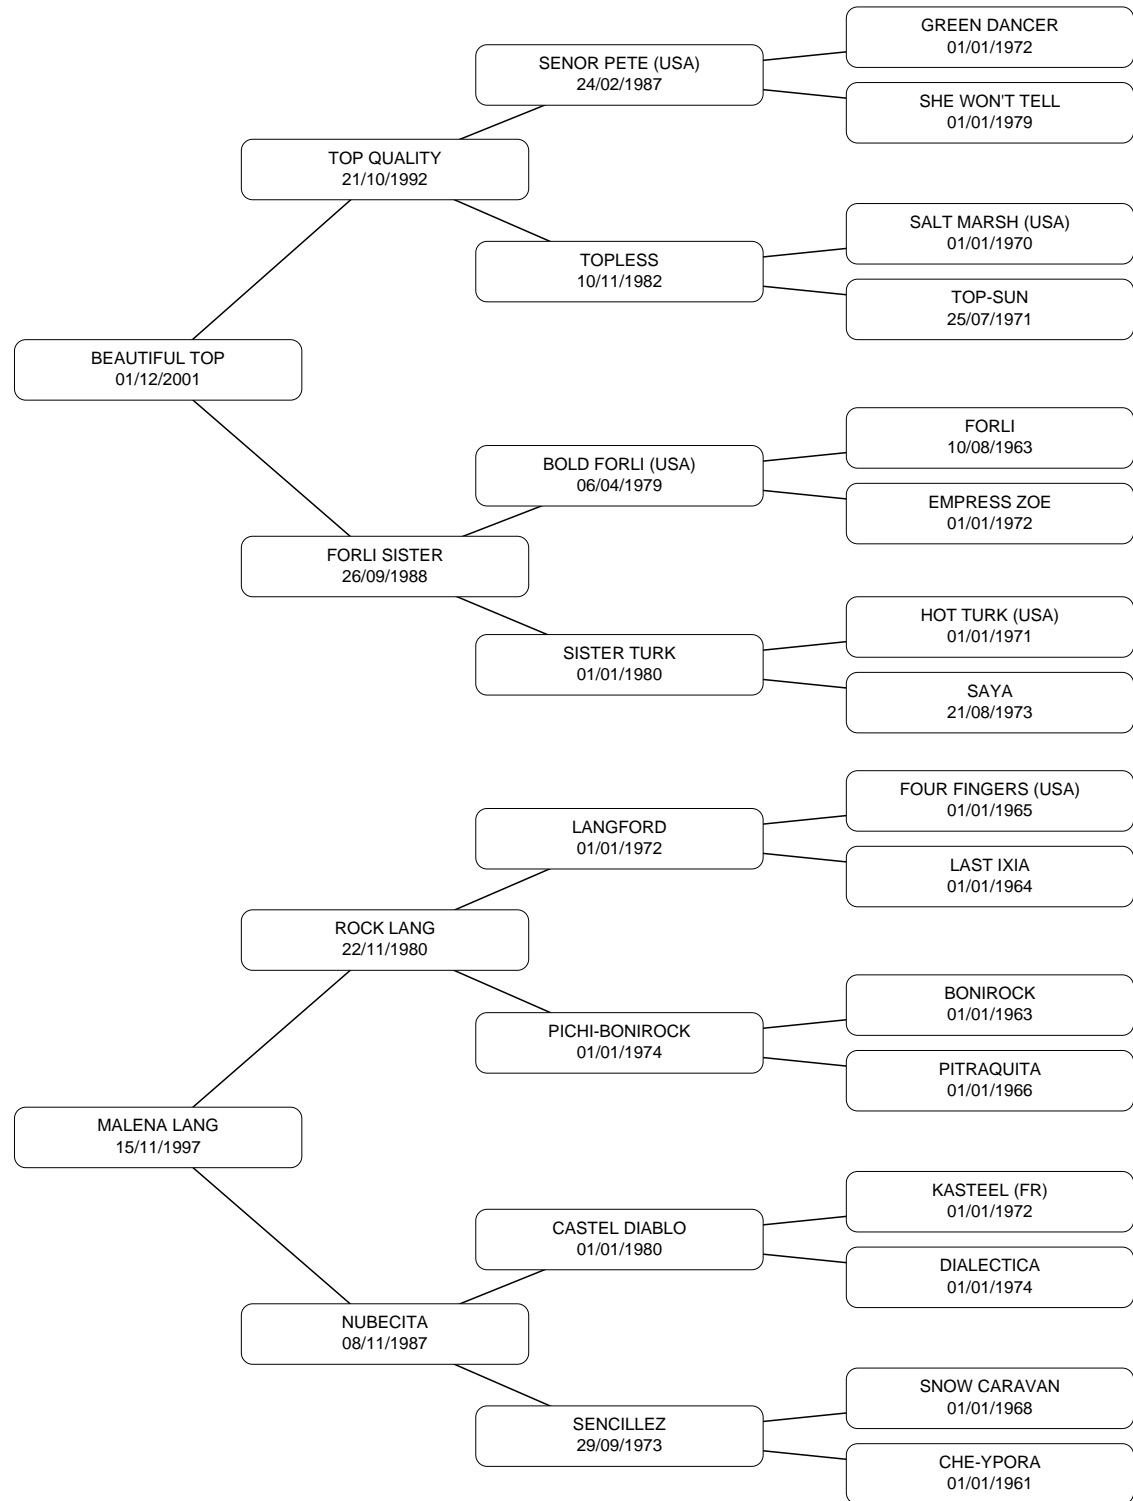 GREEN DANCER
01/01/1972
SENOR PETE (USA)
24/02/1987
SHE WON'T TELL
01/01/1979
TOP QUALITY
21/10/1992
SALT MARSH (USA)
01/01/1970
TOPLESS
10/11/1982
TOP-SUN
25/07/1971
BEAUTIFUL TOP
01/12/2001
FORLI
10/08/1963
BOLD FORLI (USA)
06/04/1979
EMPRESS ZOE
01/01/1972
FORLI SISTER
26/09/1988
HOT TURK (USA)
01/01/1971
SISTER TURK
01/01/1980
SAYA
21/08/1973
FOUR FINGERS (USA)
01/01/1965
LANGFORD
01/01/1972
LAST IXIA
01/01/1964
ROCK LANG
22/11/1980
BONIROCK
01/01/1963
PICHI-BONIROCK
01/01/1974
PITRAQUITA
01/01/1966
MALENA LANG
15/11/1997
KASTEEL (FR)
01/01/1972
CASTEL DIABLO
01/01/1980
DIALECTICA
01/01/1974
NUBECITA
08/11/1987
SNOW CARAVAN
01/01/1968
SENCILLEZ
29/09/1973
CHE-YPORA
01/01/1961